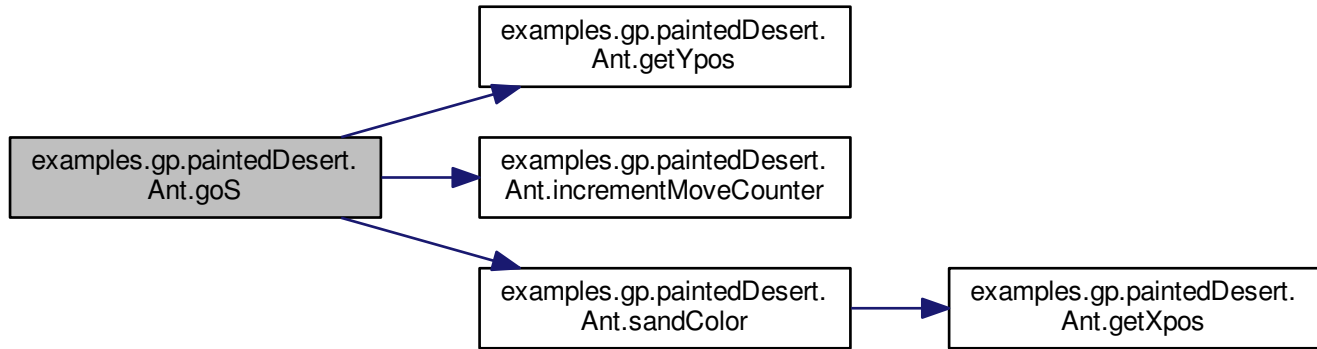 examples.gp.paintedDesert.
Ant.getYpos
examples.gp.paintedDesert.
Ant.goS
examples.gp.paintedDesert.
Ant.incrementMoveCounter
examples.gp.paintedDesert.
Ant.sandColor
examples.gp.paintedDesert.
Ant.getXpos